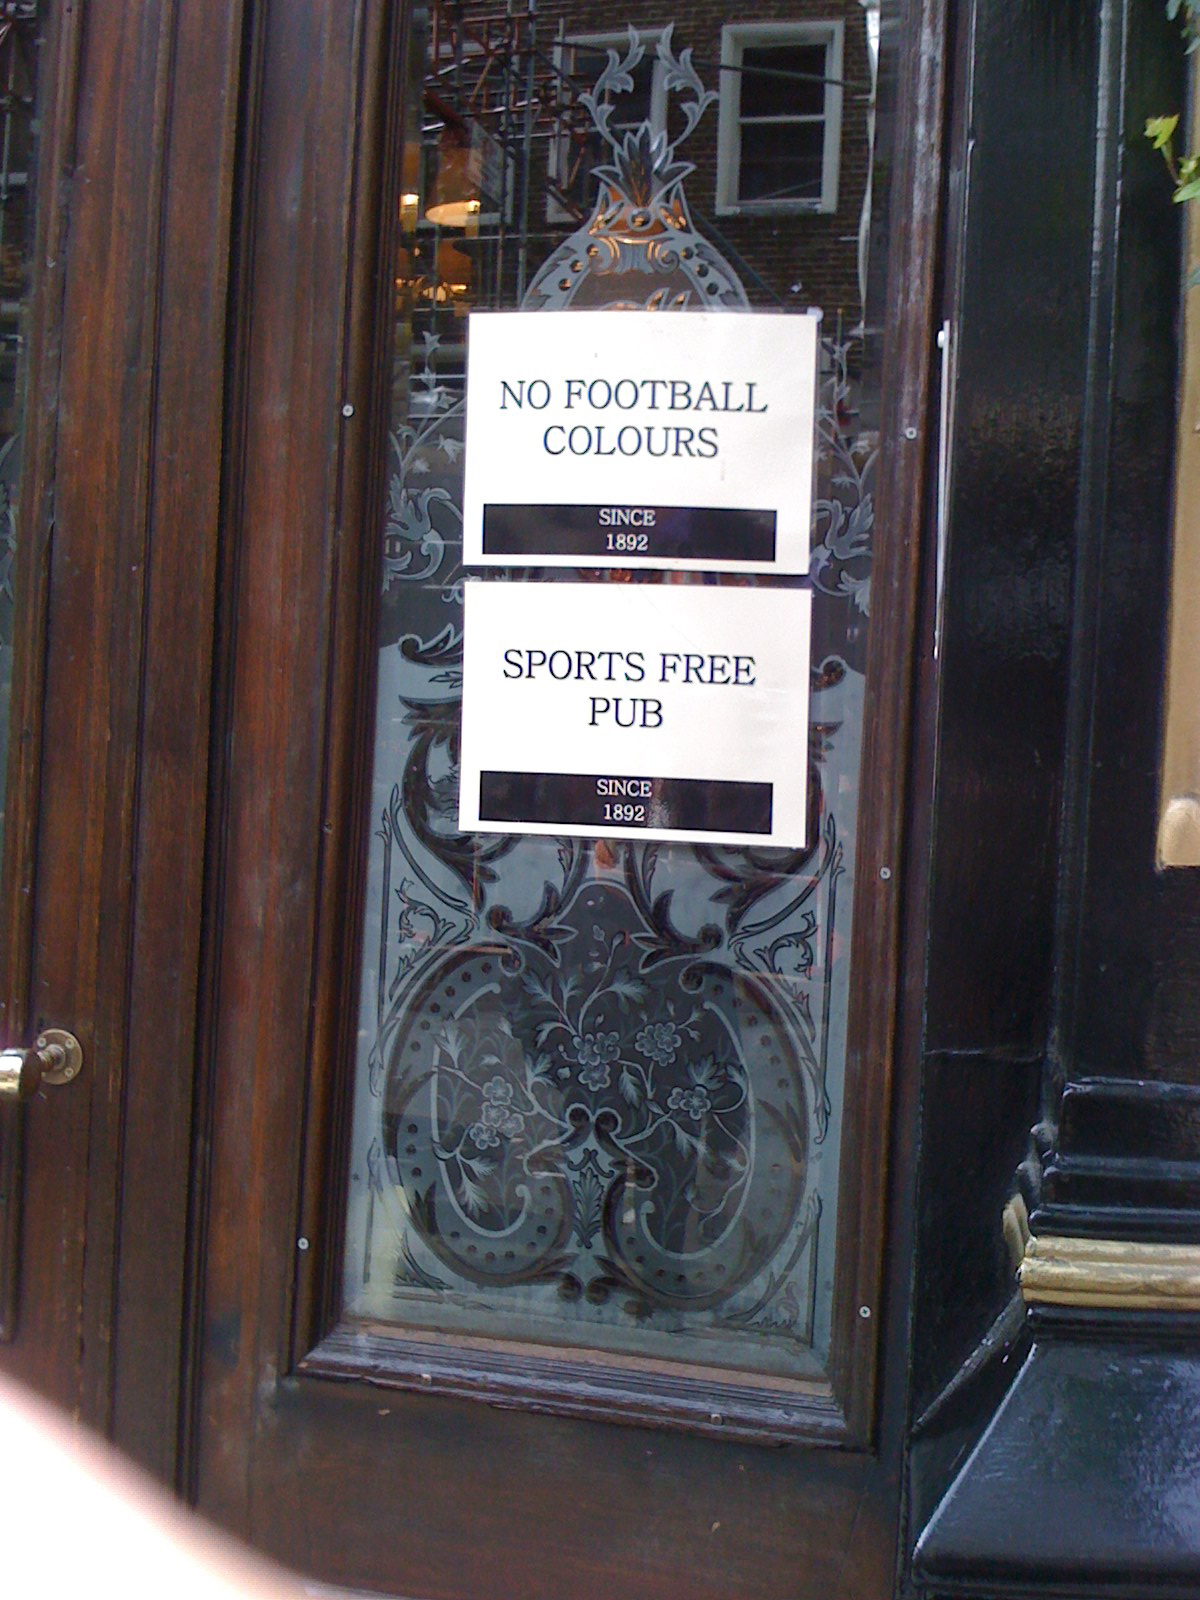 NO FOOTBALL
COLOURS
SINCE
1892
SPORTS FREE
PUB
SINCE
1892